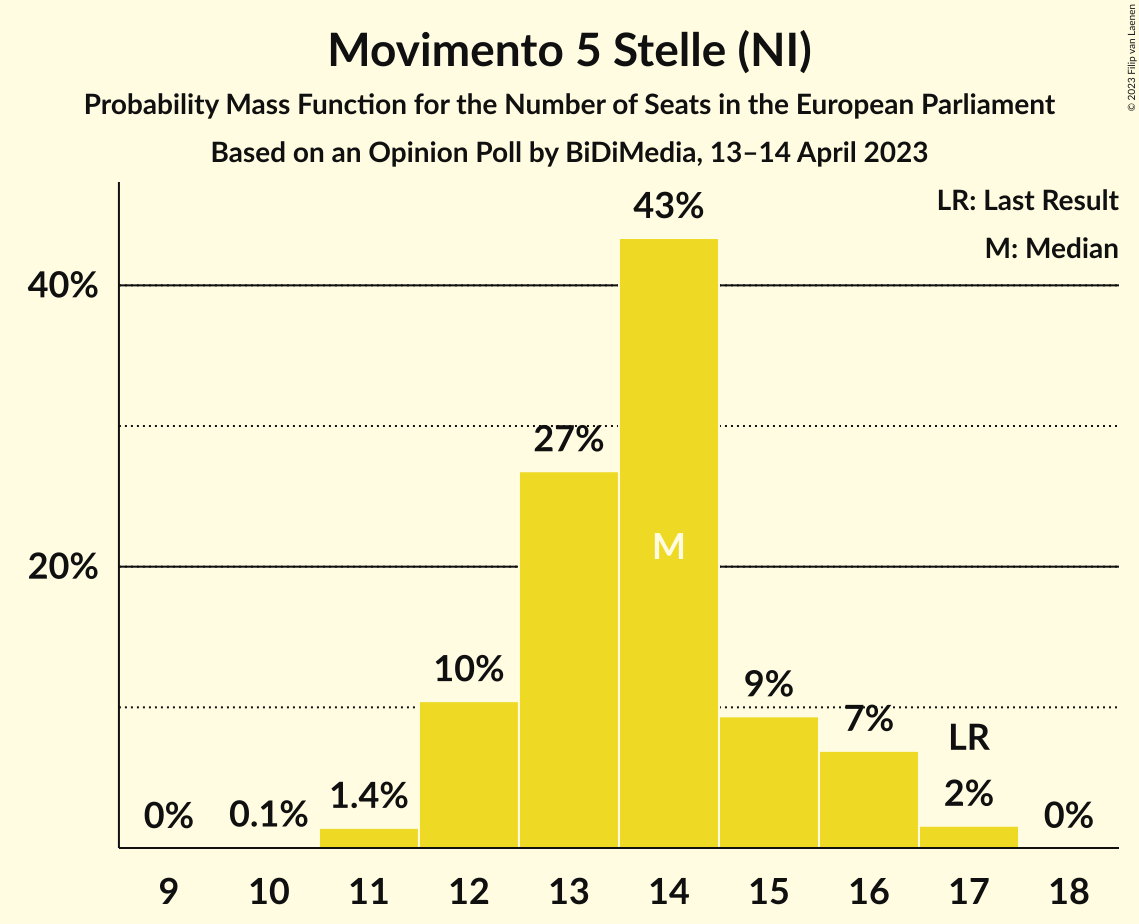 Movimento 5 Stelle (NI)
Probability Mass Function for the Number of Seats in the European Parliament
Based on an Opinion Poll by BiDiMedia, 13–14 April 2023
© 2023 Filip van Laenen
LR: Last Result
M: Median
40%
20%
0%
0.1%
1.4%
10%
27%
43%
M
9%
7%
LR
2%
0%
9 10 11 12 13 14 15 16 17 18